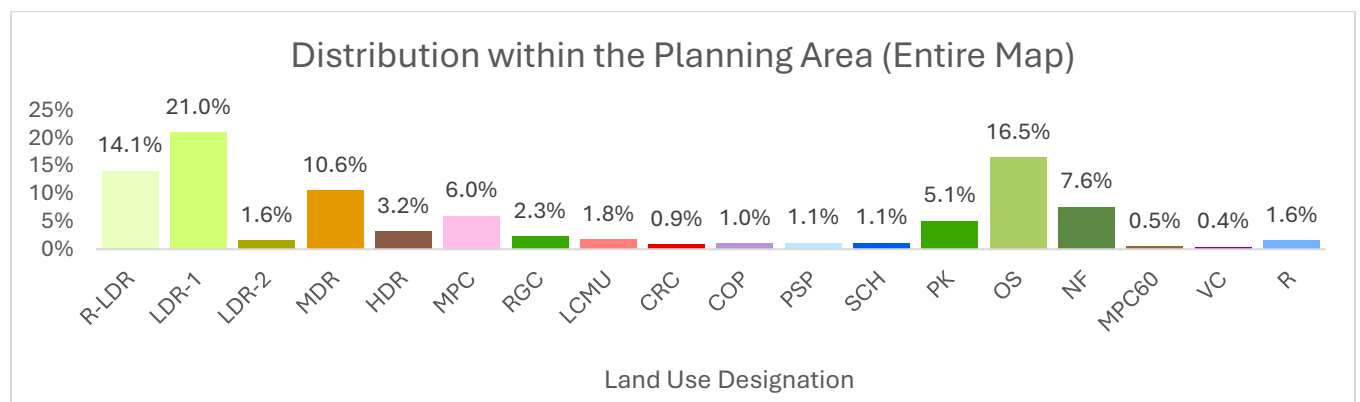 Distribution within the Planning Area (Entire Map)
25%
20%
15%
10%
5%
0%
14.1%
21.0%
1.6%
10.6%
3.2%
6.0%
2.3%
1.8%
0.9%
1.0%
1.1%
1.1%
5.1%
16.5%
7.6%
0.5%
0.4%
1.6%
R-LDR
LDR-1
LDR-2
MDR
HDR
MPC
RGC
LCMU
CRC
COP
PSP
SCH
PK
OS
NF
MPC60
VC
R
Land Use Designation